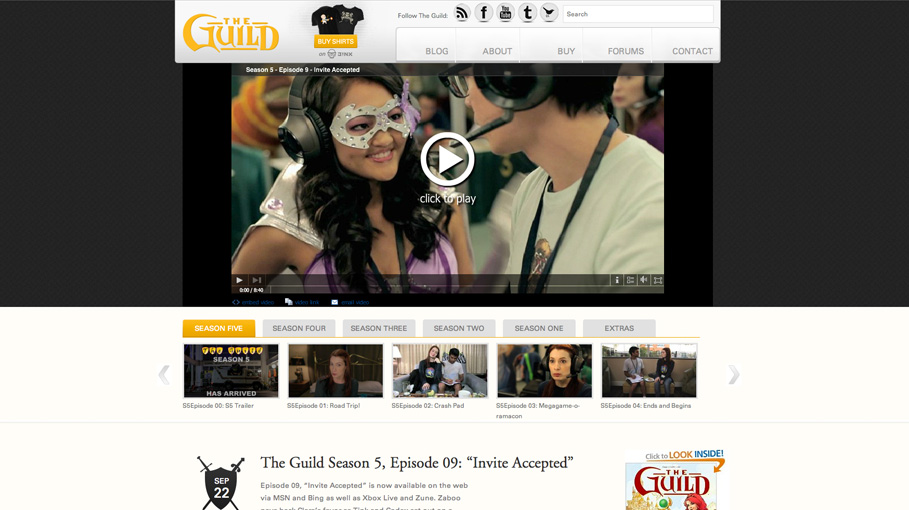 THE GUILD
BUY SHIRTS
on JINX
Follow The Guild:
You Tube
Search
BLOG
ABOUT
BUY
FORUMS
CONTACT
Season 5 - Episode 9 - Invite Accepted
click to play
0:00 / 8:40
embed video
video link
email video
SEASON FIVE
SEASON FOUR
SEASON THREE
SEASON TWO
SEASON ONE
EXTRAS
THE GUILD
SEASON 5
HAS ARRIVED
S5Episode 00: S5 Trailer
S5Episode 01: Road Trip!
S5Episode 02: Crash Pad
S5Episode 03: Megagame-o-
ramacon
S5Episode 04: Ends and Begins
SEP
22
The Guild Season 5, Episode 09: “Invite Accepted”
Episode 09, “Invite Accepted” is now available on the web
via MSN and Bing as well as Xbox Live and Zune. Zaboo
Click to LOOK INSIDE!
THE
GUILD